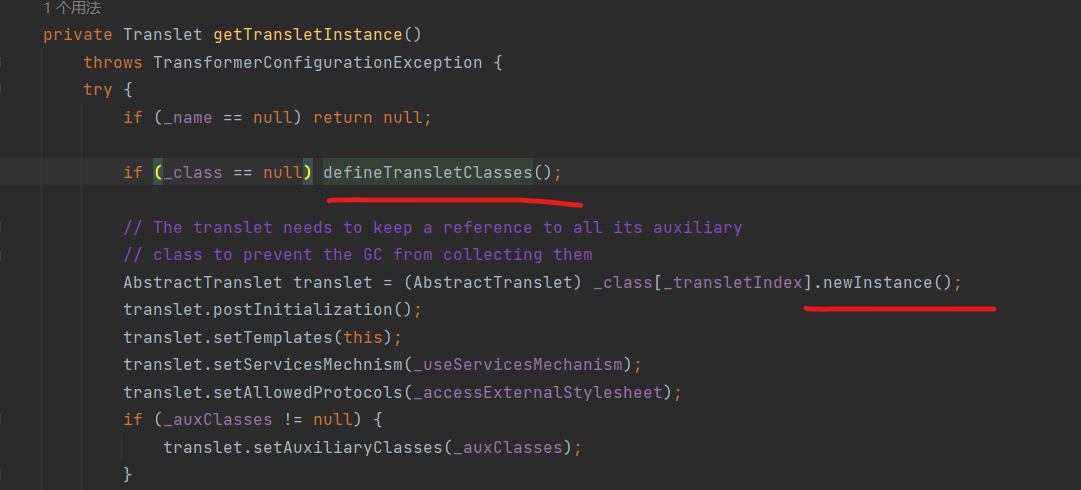 1 个用法
private Translet getTransletInstance()
throws TransformerConfigurationException {
try {
if (_name == null) return null;
if (_class == null) defineTransletClasses();
// The translet needs to keep a reference to all its auxiliary
// class to prevent the GC from collecting them
AbstractTranslet translet = (AbstractTranslet) _class[_transletIndex].newInstance();
translet.postInitialization();
translet.setTemplates(this);
translet.setServicesMechnism(_useServicesMechanism);
translet.setAllowedProtocols(_accessExternalStylesheet);
if (_auxClasses != null) {
translet.setAuxiliaryClasses(_auxClasses);
}